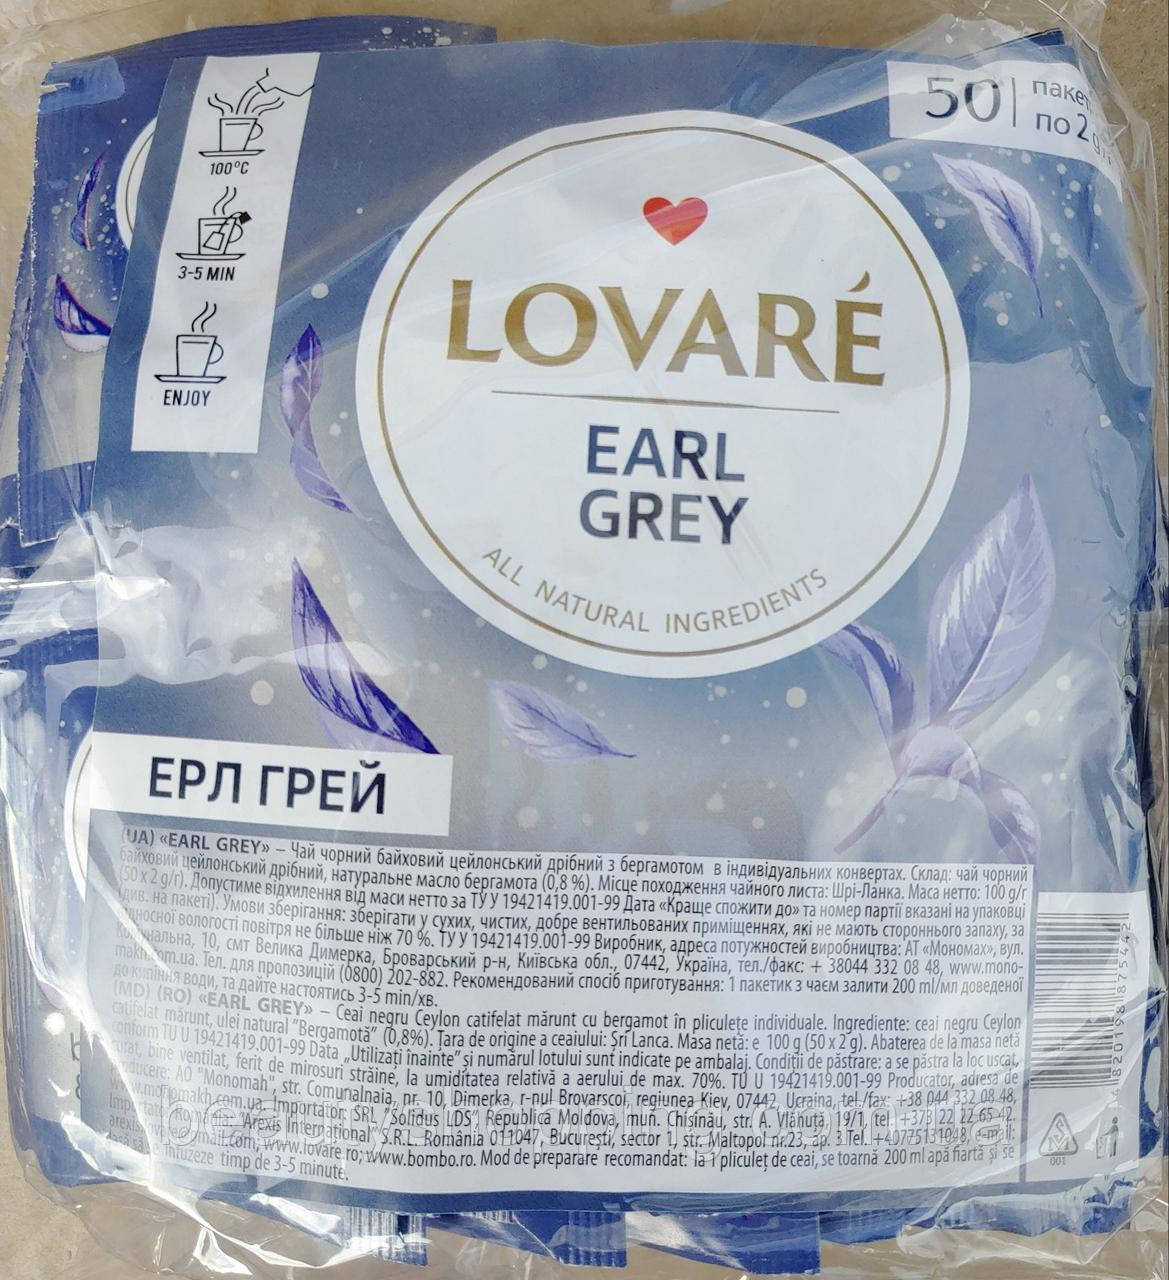 100°C
3-5 MIN
ENJOY
50 | пакет
по 2 g/г
LOVARÉ
EARL
GREY
ALL NATURAL INGREDIENTS
ЕРЛ ГРЕЙ
(UA) «EARL GREY» – Чай чорний байховий цейлонський дрібний з бергамотом в індивідуальних конвертах. Склад: чай чорний
байховий цейлонський дрібний, натуральне масло бергамота (0,8 %). Місце походження чайного листа: Шрі-Ланка. Маса нетто: 100 g/г
(50 x 2 g/г). Допустиме відхилення від маси нетто за ТУ У 19421419.001-99 Дата «Краще спожити до» та номер партії вказані на упаковці
(див. на пакеті). Умови зберігання: зберігати у сухих, чистих, добре вентильованих приміщеннях, які не мають стороннього запаху, за
відносної вологості повітря не більше ніж 70 %. ТУ У 19421419.001-99 Виробник, адреса потужностей виробництва: АТ «Мономах», вул.
Комунальна, 10, смт Велика Димерка, Броварський р-н, Київська обл., 07442, Україна, тел./факс: + 38044 332 08 48, www.mono-
makh.com.ua. Тел. для пропозицій (0800) 202-882. Рекомендований спосіб приготування: 1 пакетик з чаєм залити 200 ml/мл доведеної
до кипіння води, та дайте настоятись 3-5 min/хв.
(MD) (RO) «EARL GREY» – Ceai negru Ceylon catifelat mărunt cu bergamot în pliculețe individuale. Ingrediente: ceai negru Ceylon
catifelat mărunt, ulei natural "Bergamotă" (0,8%). Țara de origine a ceaiului: Șri Lanca. Masa netă: e 100 g (50 x 2 g). Abaterea de la masa netă
conform TU U 19421419.001-99 Data „Utilizați înainte" și numărul lotului sunt indicate pe ambalaj. Condiții de păstrare: a se păstra la loc uscat,
curat, bine ventilat, ferit de mirosuri străine, la umiditatea relativă a aerului de max. 70%. TU U 19421419.001-99 Producator, adresa de
producere: AO "Monomah", str. Comunalnaia, nr. 10, Dimerka, r-nul Brovarscoi, regiunea Kiev, 07442, Ucraina, tel./fax: +38 044 332 08 48,
www.monomakh.com.ua. Importator: SRL "Solidus LDS", Republica Moldova, mun. Chișinău, str. A. Vlănuță, 19/1, tel.: +373 22 22 65 42.
Importator "Arexis International" S.R.L. România 011047, București, sector 1, str. Maltopol nr.23, ap. 3.Tel. +40775131048, e-mail:
gmail.com, www.lovare.ro; www.bombo.ro. Mod de preparare recomandat: la 1 pliculeț de ceai, se toarnă 200 ml apă fiartă și se
infuzeze timp de 3-5 minute.
4 820198 875442
001